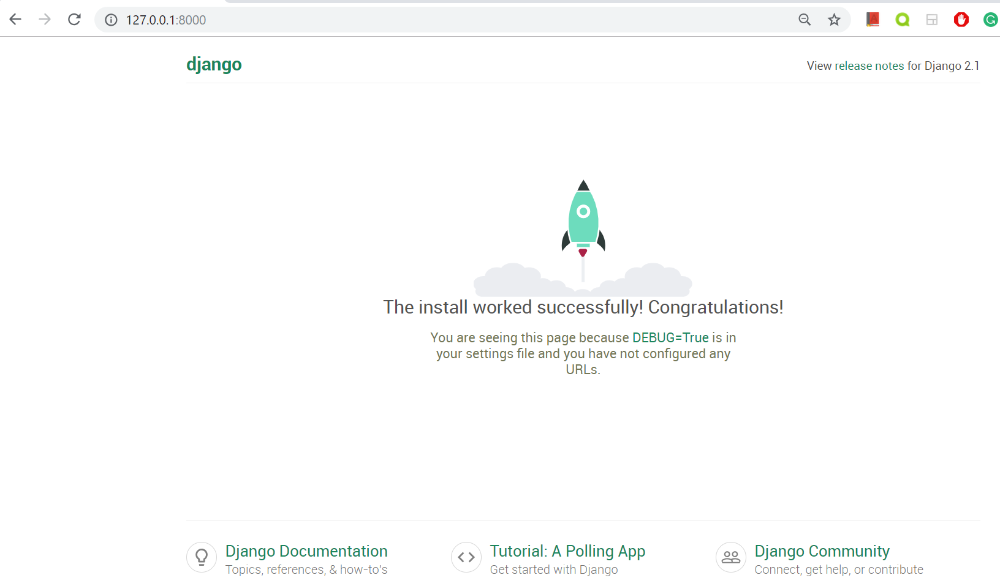 127.0.0.1:8000
django
View release notes for Django 2.1
The install worked successfully! Congratulations!
You are seeing this page because DEBUG=True is in
your settings file and you have not configured any
URLs.
Django Documentation
Topics, references, & how-to's
Tutorial: A Polling App
Get started with Django
Django Community
Connect, get help, or contribute